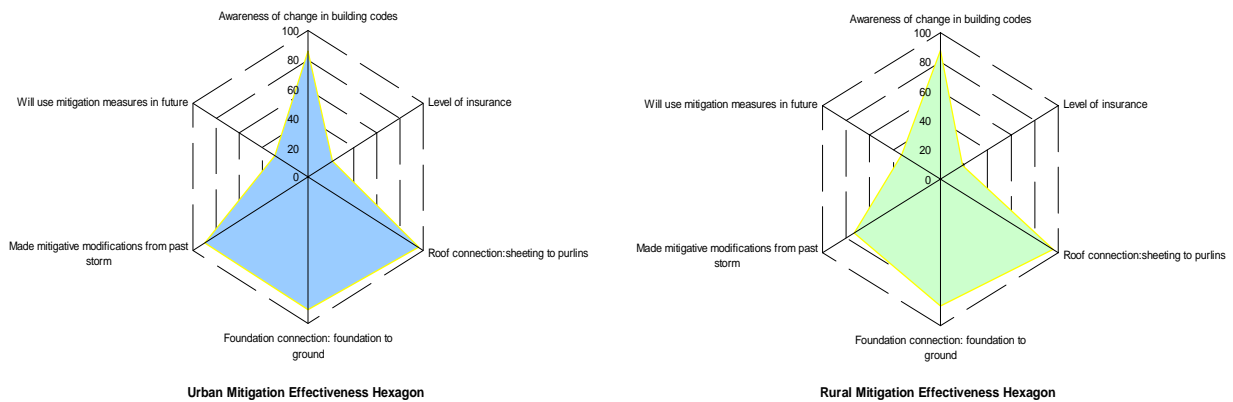 Awareness of change in building codes
100
80
60
40
20
0
Level of insurance
Roof connection:sheeting to purlins
Foundation connection: foundation to
ground
Made mitigative modifications from past
storm
Will use mitigation measures in future
Urban Mitigation Effectiveness Hexagon
Awareness of change in building codes
100
80
60
40
20
0
Level of insurance
Roof connection:sheeting to purlins
Foundation connection: foundation to
ground
Made mitigative modifications from past
storm
Will use mitigation measures in future
Rural Mitigation Effectiveness Hexagon